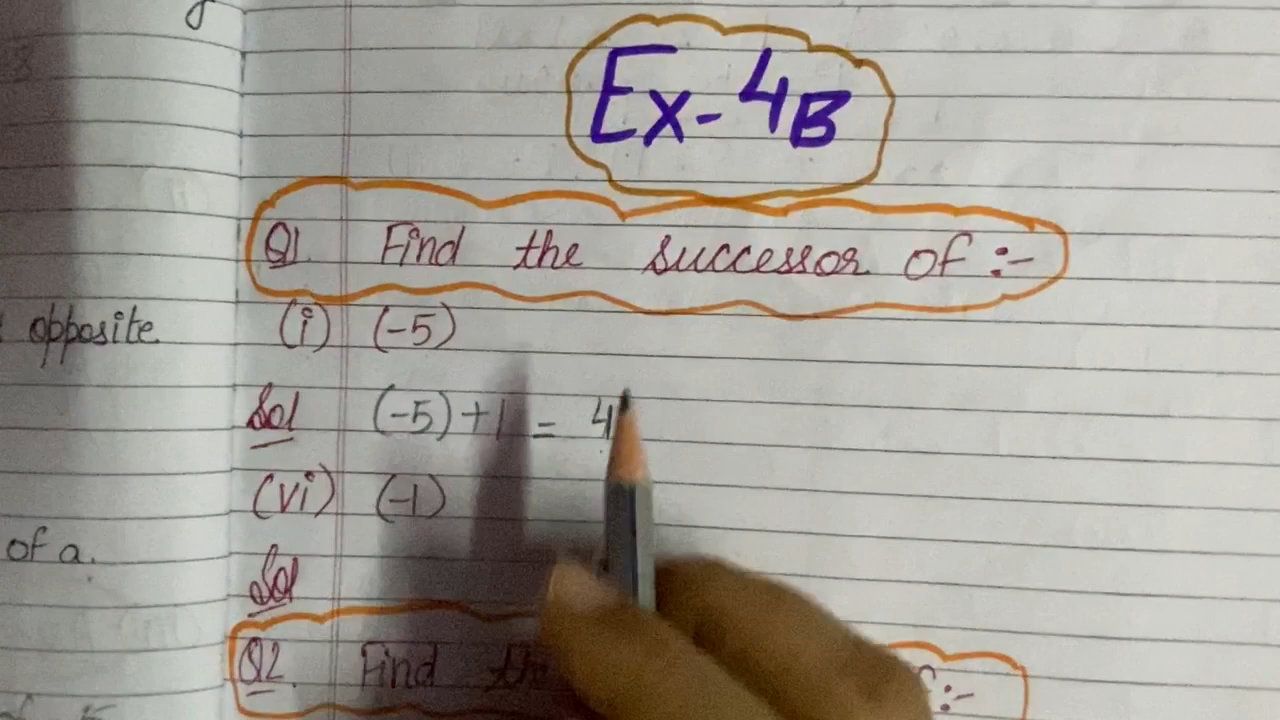 Ex-4B
Q1. Find the successor of :-
opposite (i) (-5)
Sol (-5)+1 = 4
(vi) (-1)
of a.
Sol
Q2. Find the :-